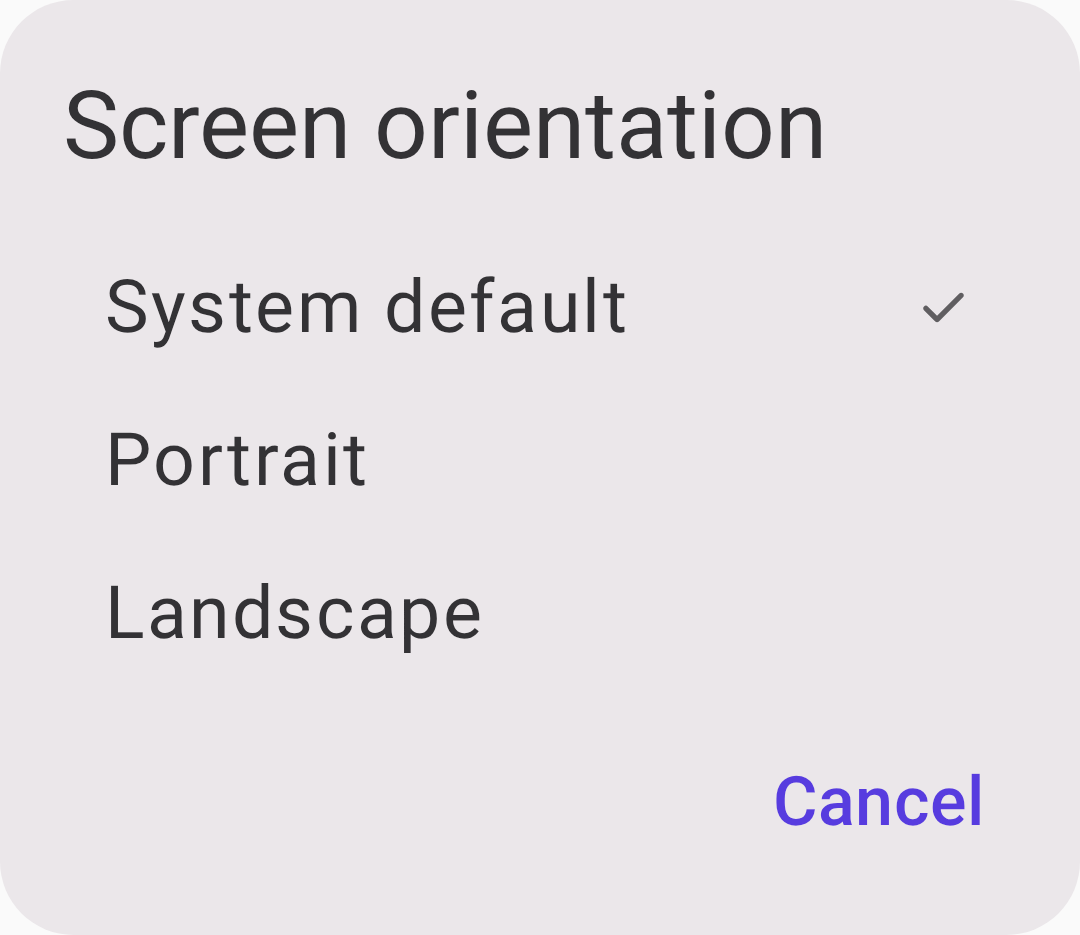 Screen orientation
System default
Portrait
Landscape
Cancel